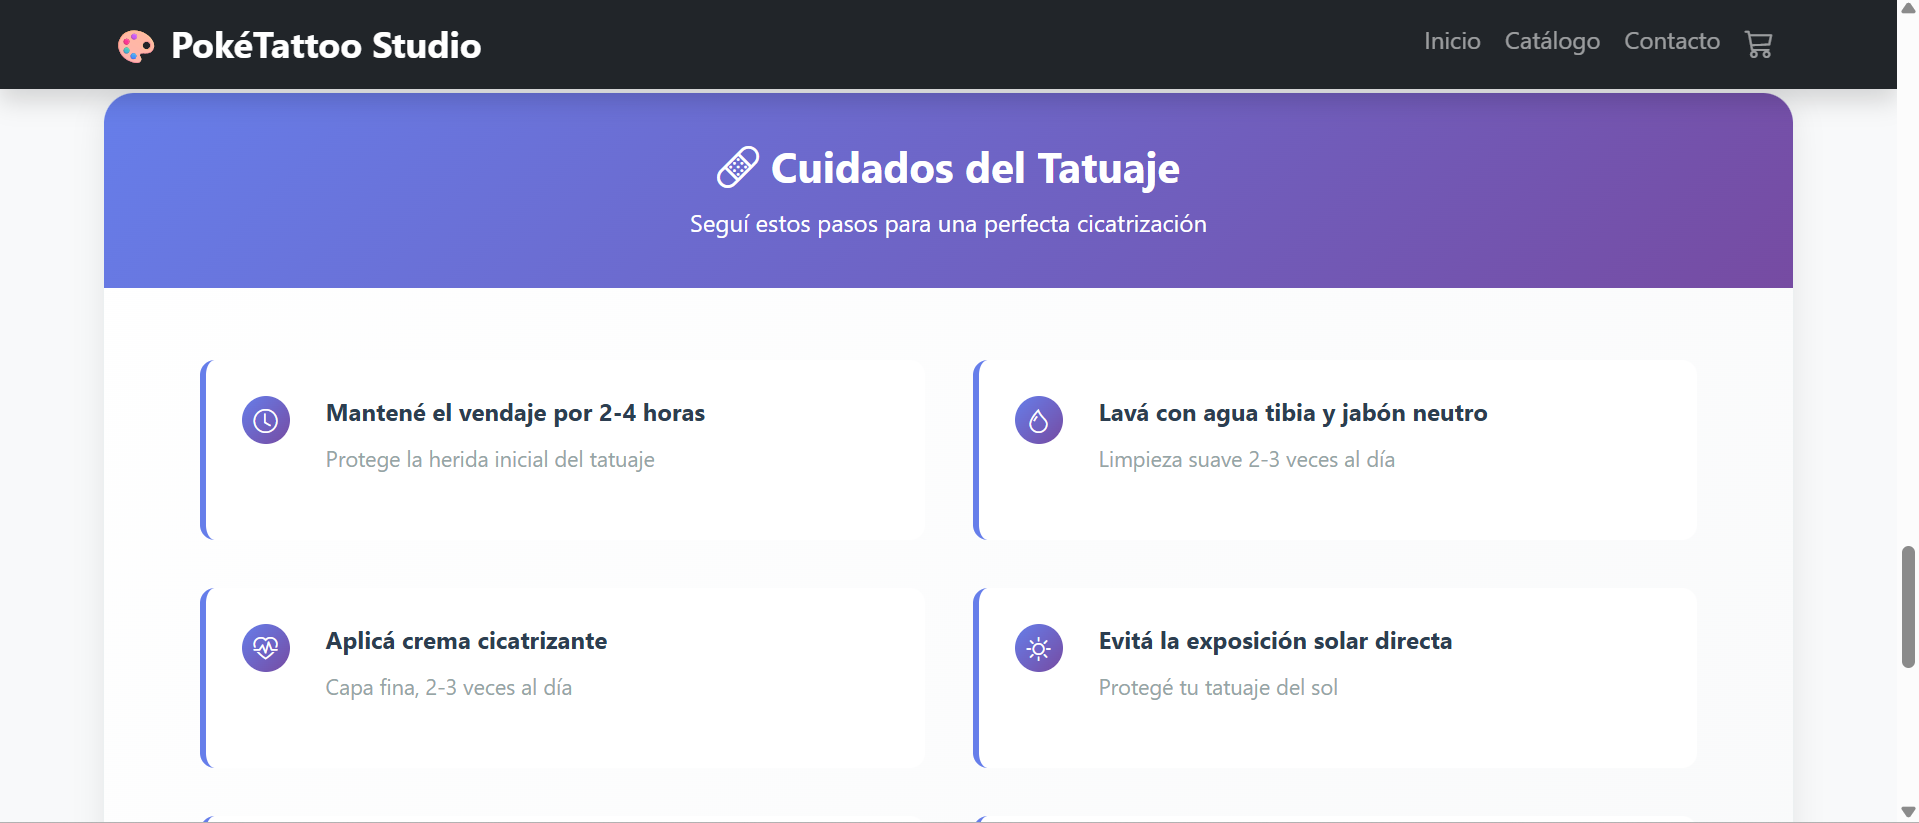 PokéTattoo Studio
Inicio Catálogo Contacto
Cuidados del Tatuaje
Seguí estos pasos para una perfecta cicatrización
Mantené el vendaje por 2-4 horas
Protege la herida inicial del tatuaje
Lavá con agua tibia y jabón neutro
Limpieza suave 2-3 veces al día
Aplicá crema cicatrizante
Capa fina, 2-3 veces al día
Evitá la exposición solar directa
Protegé tu tatuaje del sol